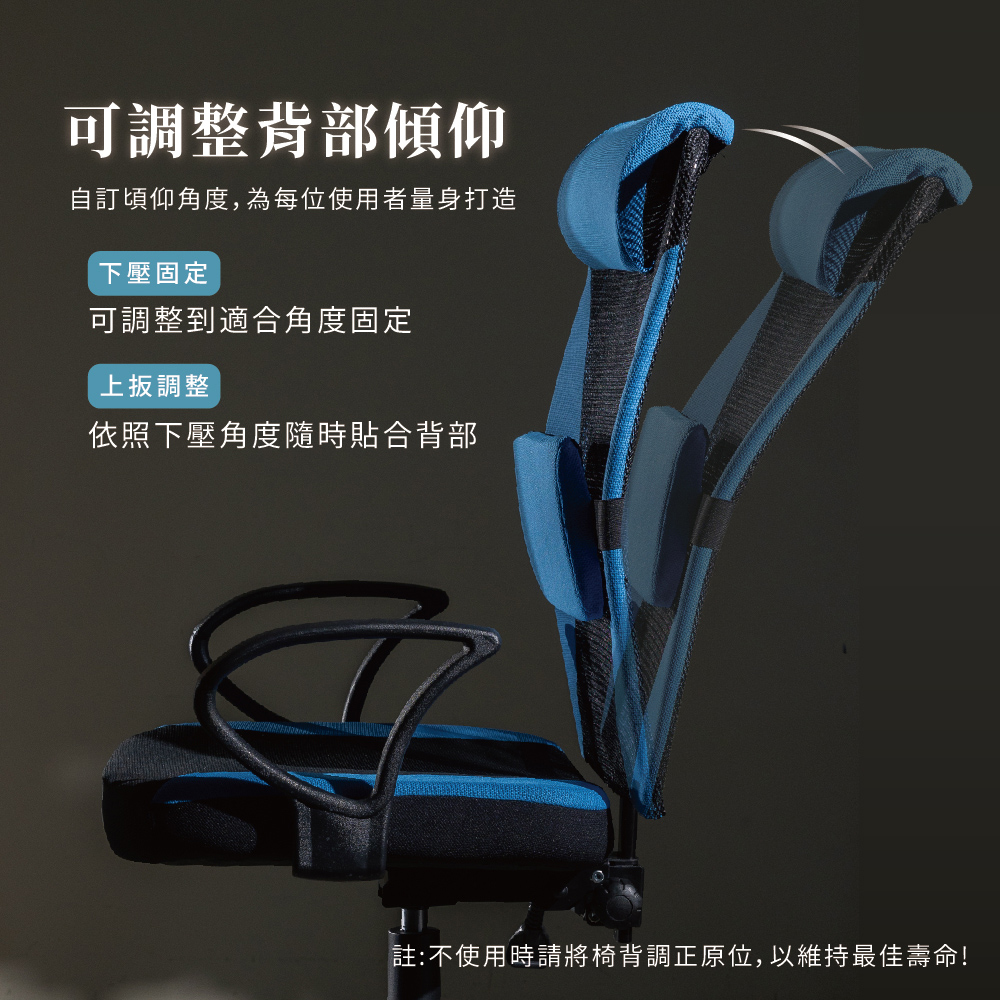 可調整背部傾仰
自訂頃仰角度,為每位使用者量身打造
下壓固定
可調整到適合角度固定
上扳調整
依照下壓角度隨時貼合背部
註:不使用時請將椅背調正原位,以維持最佳壽命!